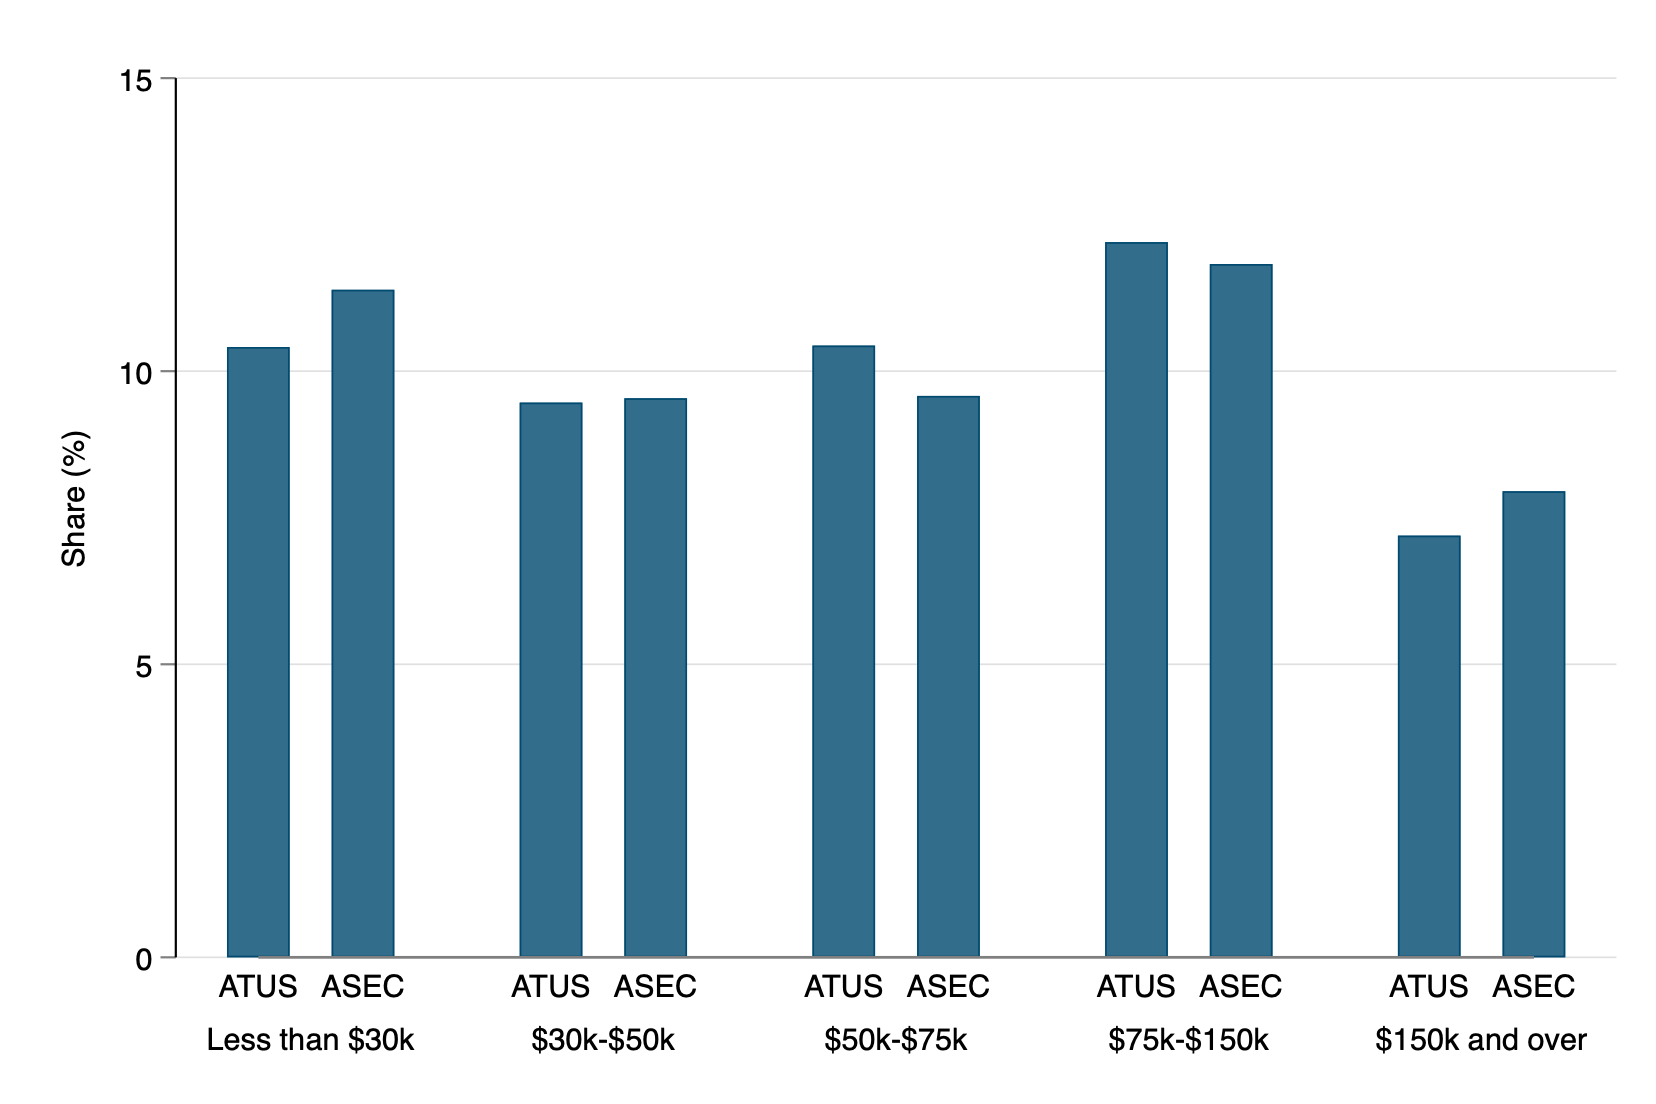 15
10
5
0
Share (%)
ATUS ASEC ATUS ASEC ATUS ASEC ATUS ASEC ATUS ASEC
Less than $30k $30k-$50k $50k-$75k $75k-$150k $150k and over